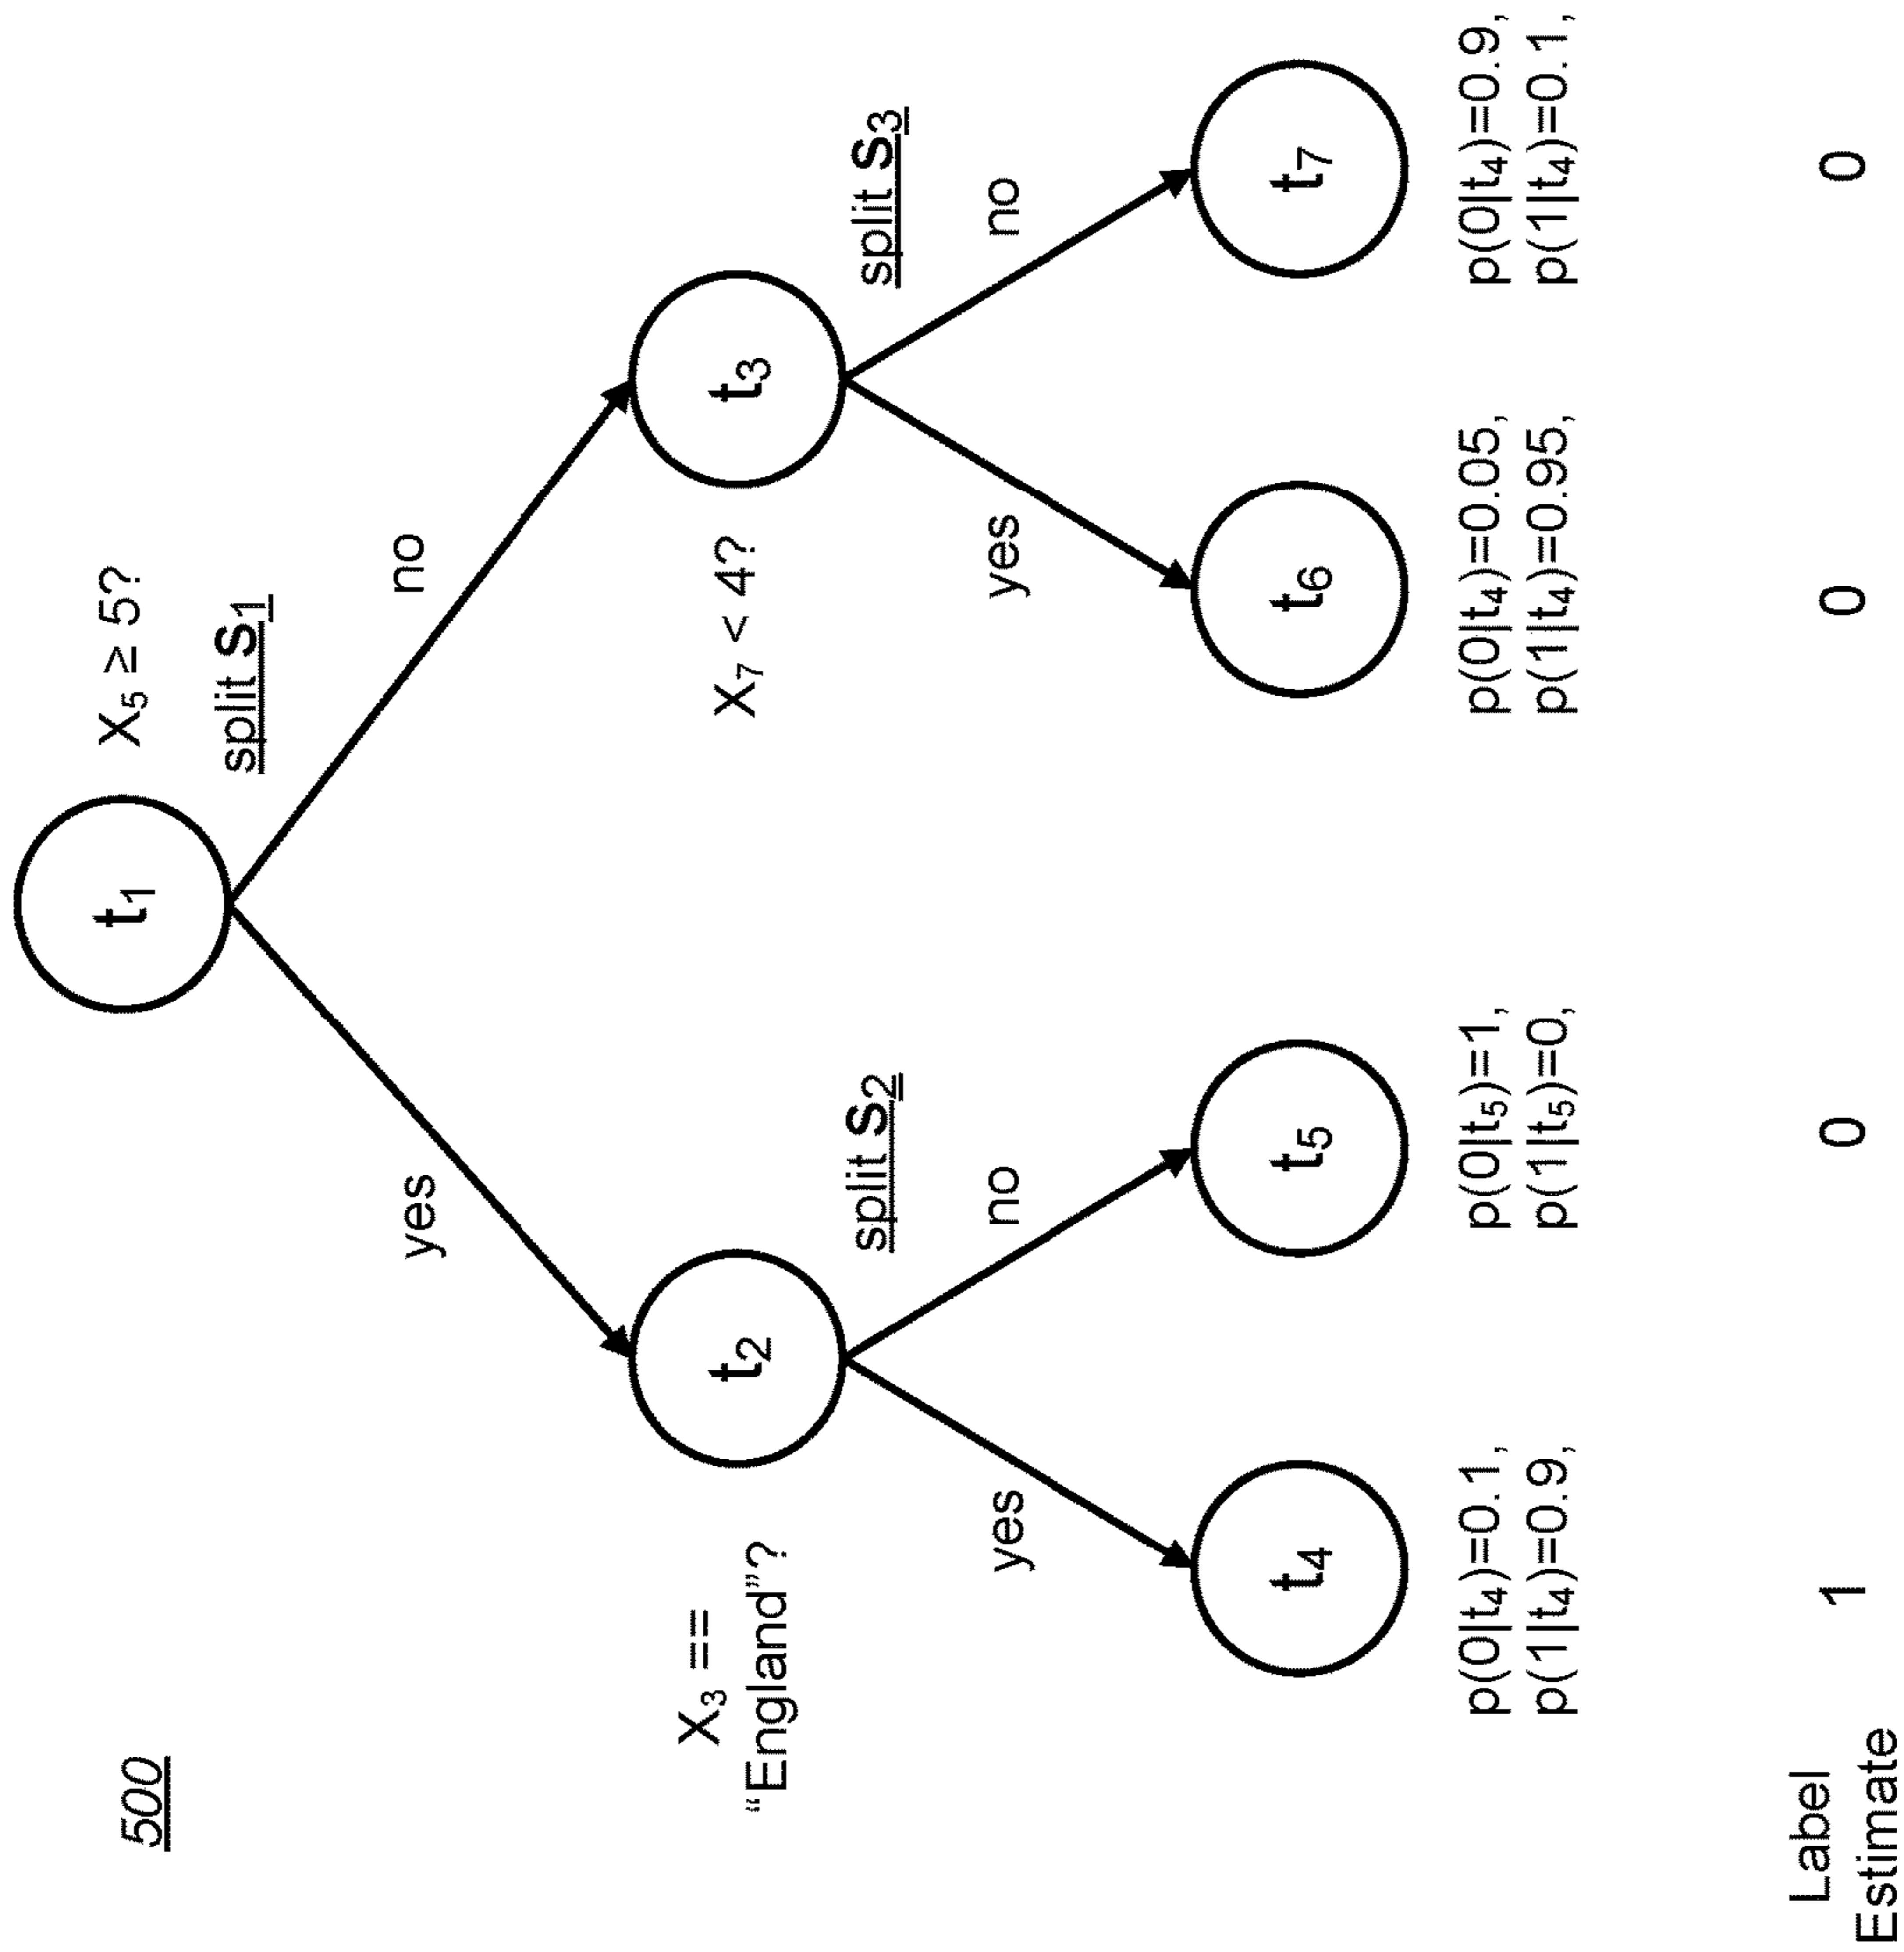 500
t1
X5 ≥ 5?
split s1
yes
no
X3 ==
"England"?
t2
split s2
X7 < 4?
t3
split s3
yes
no
yes
no
t4
t5
t6
t7
p(0|t4)=0.1,
p(1|t4)=0.9,
p(0|t5)=1,
p(1|t5)=0,
p(0|t4)=0.05,
p(1|t4)=0.95,
p(0|t4)=0.9,
p(1|t4)=0.1,
Label
Estimate
1
0
0
0